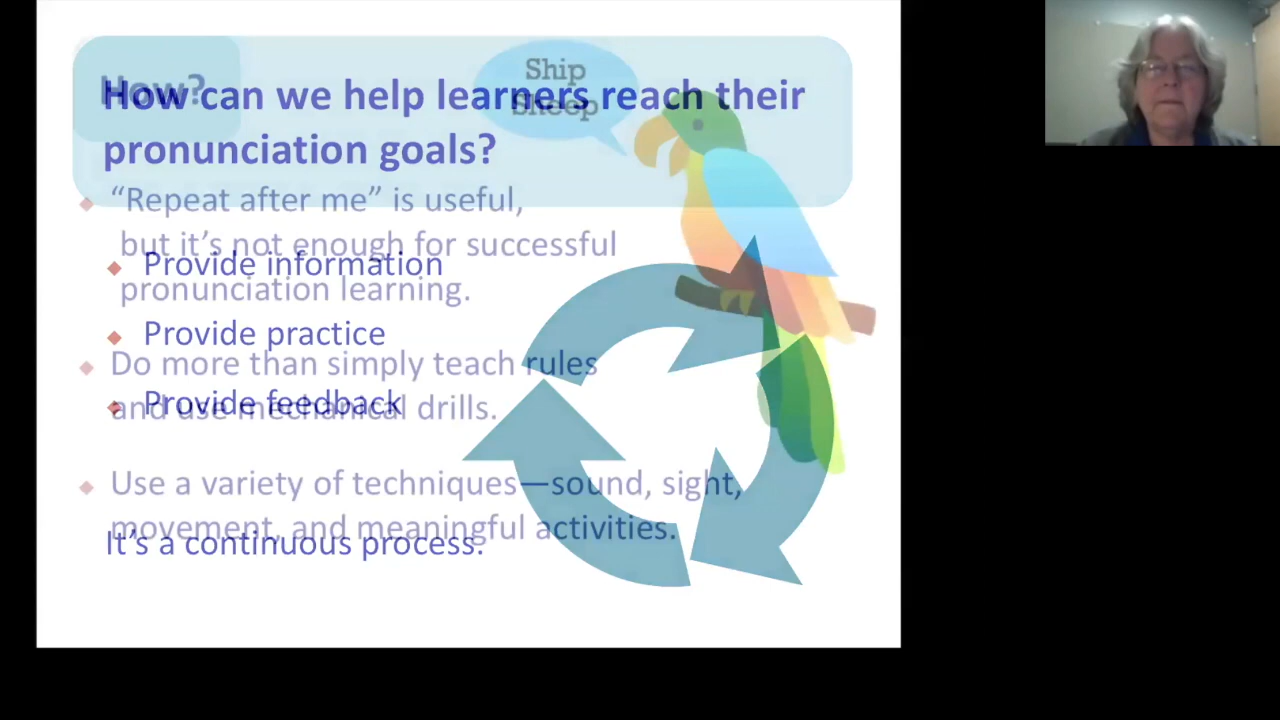 How?
How can we help learners reach their
pronunciation goals?
Ship
Sheep
“Repeat after me” is useful,
but it’s not enough for successful
pronunciation learning.
Do more than simply teach rules
and use mechanical drills.
Use a variety of techniques—sound, sight,
movement, and meaningful activities.
Provide information
Provide practice
Provide feedback
It’s a continuous process.